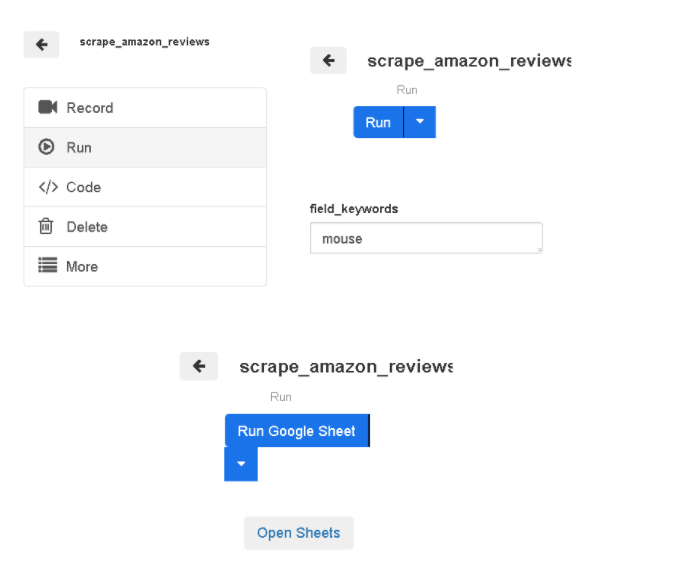 scrape_amazon_reviews
Record
Run
</> Code
Delete
More
scrape_amazon_reviews
Run
Run
field_keywords
mouse
scrape_amazon_reviews
Run
Run Google Sheet
Open Sheets